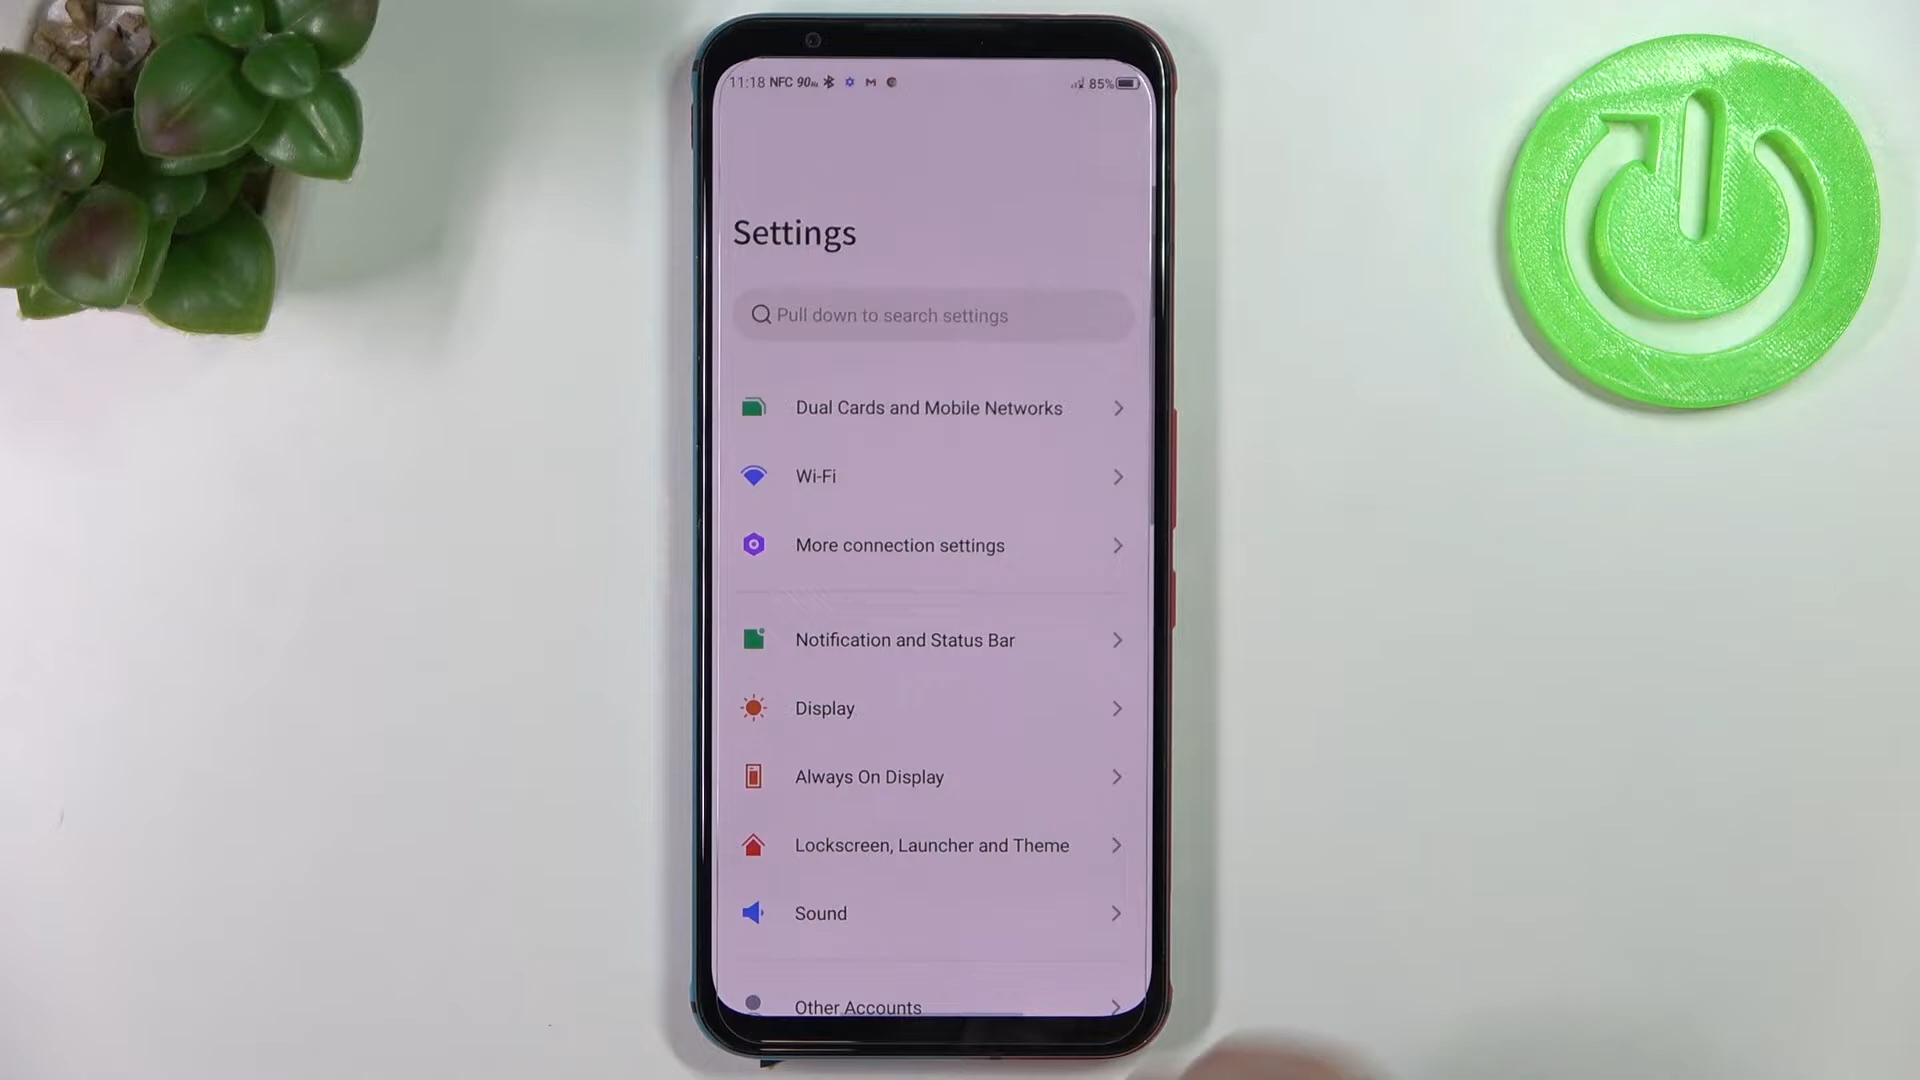 11:18 NFC 90Hz 85%
Settings
Pull down to search settings
Dual Cards and Mobile Networks
Wi-Fi
More connection settings
Notification and Status Bar
Display
Always On Display
Lockscreen, Launcher and Theme
Sound
Other Accounts